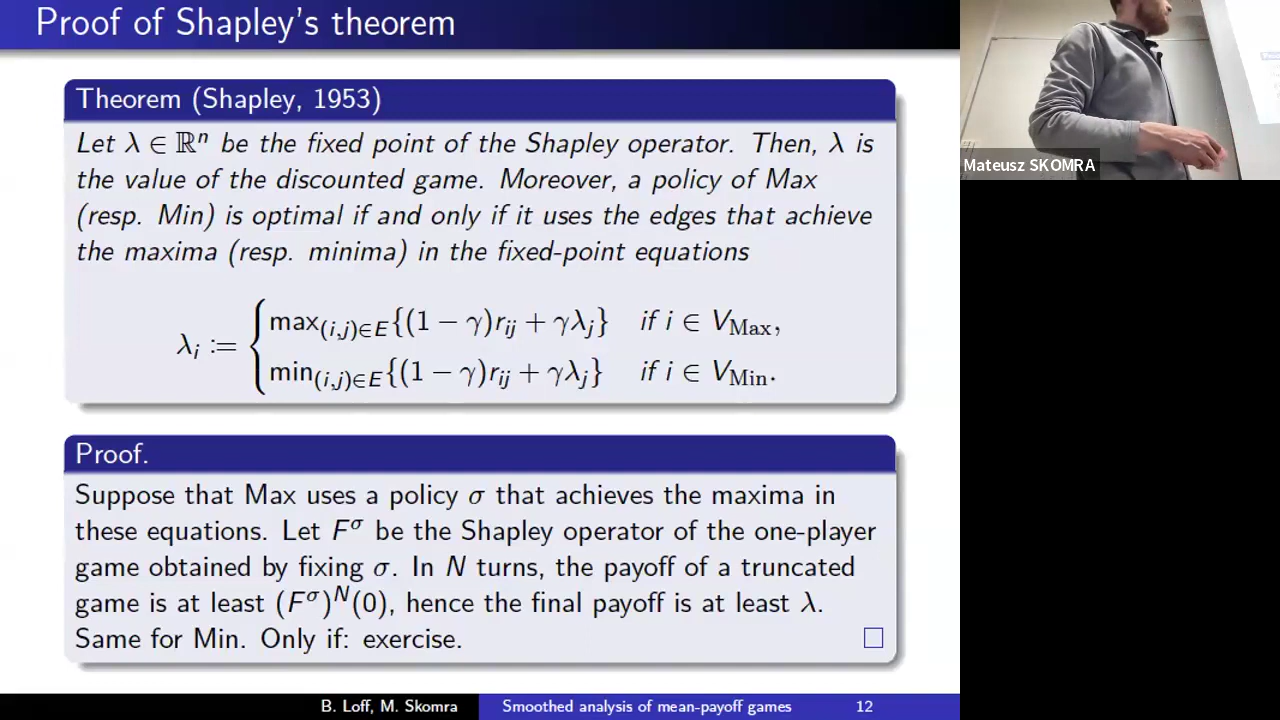 Proof of Shapley's theorem
Theorem (Shapley, 1953)
Let λ ∈ ℝⁿ be the fixed point of the Shapley operator. Then, λ is
the value of the discounted game. Moreover, a policy of Max
(resp. Min) is optimal if and only if it uses the edges that achieve
the maxima (resp. minima) in the fixed-point equations
λᵢ := { max₍ᵢ,ⱼ₎∈E{(1 − γ)rᵢⱼ + γλⱼ} if i ∈ V_Max,
min₍ᵢ,ⱼ₎∈E{(1 − γ)rᵢⱼ + γλⱼ} if i ∈ V_Min.
Proof.
Suppose that Max uses a policy σ that achieves the maxima in
these equations. Let F^σ be the Shapley operator of the one-player
game obtained by fixing σ. In N turns, the payoff of a truncated
game is at least (F^σ)^N(0), hence the final payoff is at least λ.
Same for Min. Only if: exercise. □
B. Loff, M. Skomra Smoothed analysis of mean-payoff games 12
Mateusz SKOMRA